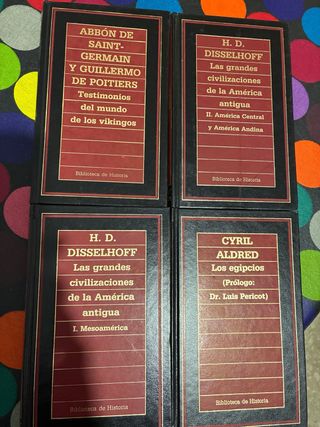 ABBÓN DE
SAINT-
GERMAIN
Y GUILLERMO
DE POITIERS
Testimonios
del mundo
de los vikingos
Biblioteca de Historia
H. D.
DISSELHOFF
Las grandes
civilizaciones
de la América
antigua
II. América Central
y América Andina
Biblioteca de Historia
H. D.
DISSELHOFF
Las grandes
civilizaciones
de la América
antigua
I. Mesoamérica
Biblioteca de Historia
CYRIL
ALDRED
Los egipcios
(Prólogo:
Dr. Luis Pericot)
Biblioteca de Historia